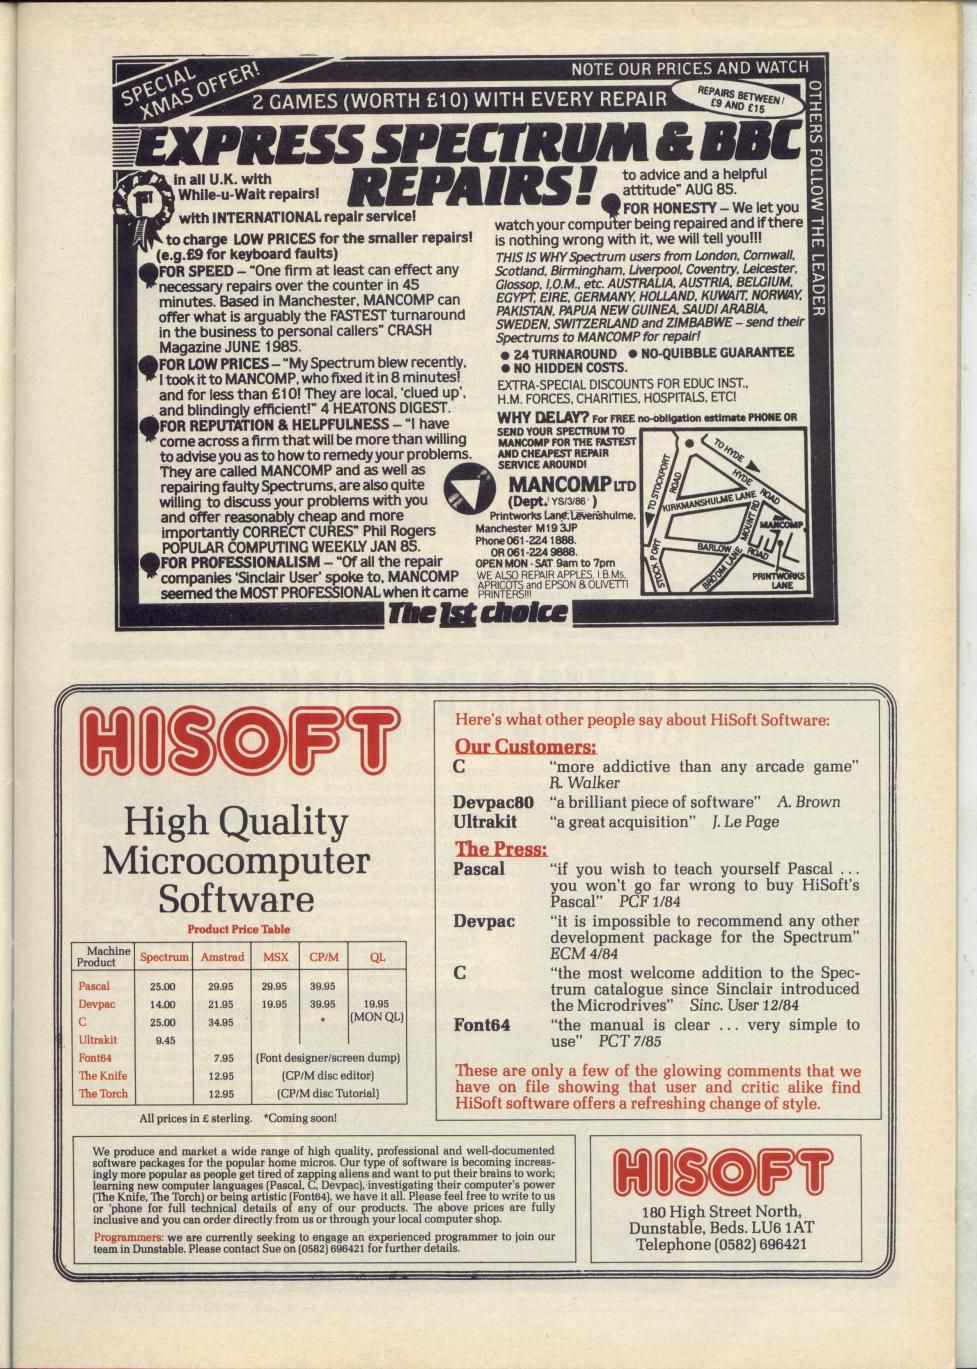 SPECIAL
XMAS OFFER!
NOTE OUR PRICES AND WATCH
OTHERS FOLLOW THE LEADER
2 GAMES (WORTH £10) WITH EVERY REPAIR
REPAIRS BETWEEN!
£9 AND £15
EXPRESS SPECTRUM & BBC
REPAIRS!
1ST
in all U.K. with
While-u-Wait repairs!
with INTERNATIONAL repair service!
to charge LOW PRICES for the smaller repairs!
(e.g.£9 for keyboard faults)
FOR SPEED – "One firm at least can effect any
necessary repairs over the counter in 45
minutes. Based in Manchester, MANCOMP can
offer what is arguably the FASTEST turnaround
in the business to personal callers" CRASH
Magazine JUNE 1985.
FOR LOW PRICES – "My Spectrum blew recently,
I took it to MANCOMP, who fixed it in 8 minutes!
and for less than £10! They are local, 'clued up',
and blindingly efficient!" 4 HEATONS DIGEST.
FOR REPUTATION & HELPFULNESS – "I have
come across a firm that will be more than willing
to advise you as to how to remedy your problems.
They are called MANCOMP and as well as
repairing faulty Spectrums, are also quite
willing to discuss your problems with you
and offer reasonably cheap and more
importantly CORRECT CURES" Phil Rogers
POPULAR COMPUTING WEEKLY JAN 85.
FOR PROFESSIONALISM – "Of all the repair
companies 'Sinclair User' spoke to, MANCOMP
seemed the MOST PROFESSIONAL when it came
to advice and a helpful
attitude" AUG 85.
FOR HONESTY – We let you
watch your computer being repaired and if there
is nothing wrong with it, we will tell you!!!
THIS IS WHY Spectrum users from London, Cornwall,
Scotland, Birmingham, Liverpool, Coventry, Leicester,
Glossop, I.O.M., etc. AUSTRALIA, AUSTRIA, BELGIUM,
EGYPT, EIRE, GERMANY, HOLLAND, KUWAIT, NORWAY,
PAKISTAN, PAPUA NEW GUINEA, SAUDI ARABIA,
SWEDEN, SWITZERLAND and ZIMBABWE – send their
Spectrums to MANCOMP for repair!
● 24 TURNAROUND ● NO-QUIBBLE GUARANTEE
● NO HIDDEN COSTS.
EXTRA-SPECIAL DISCOUNTS FOR EDUC INST.,
H.M. FORCES, CHARITIES, HOSPITALS, ETC!
WHY DELAY? For FREE no-obligation estimate PHONE OR
SEND YOUR SPECTRUM TO
MANCOMP FOR THE FASTEST
AND CHEAPEST REPAIR
SERVICE AROUND!
MANCOMP LTD
(Dept. YS/3/86 )
Printworks Lane, Levenshulme,
Manchester M19 3JP
Phone 061-224 1888.
OR 061-224 9888.
OPEN MON - SAT 9am to 7pm
WE ALSO REPAIR APPLES, I.B.Ms,
APRICOTS and EPSON & OLIVETTI
PRINTERS!!!
TO HYDE
HYDE ROAD
TO STOCKPORT
ROAD
KIRKMANSHULME LANE
MOUNT RD
MANCOMP
STOCKPORT
BARLOW ROAD
BROOM LANE
PRINTWORKS
LANE
The 1st choice
HISOFT
High Quality
Microcomputer
Software
Product Price Table
Machine
Product Spectrum Amstrad MSX CP/M QL
Pascal 25.00 29.95 29.95 39.95
Devpac 14.00 21.95 19.95 39.95 19.95
C 25.00 34.95 * (MON QL)
Ultrakit 9.45
Font64 7.95 (Font designer/screen dump)
The Knife 12.95 (CP/M disc editor)
The Torch 12.95 (CP/M disc Tutorial)
All prices in £ sterling. *Coming soon!
Here's what other people say about HiSoft Software:
Our Customers:
C "more addictive than any arcade game"
R. Walker
Devpac80 "a brilliant piece of software" A. Brown
Ultrakit "a great acquisition" J. Le Page
The Press:
Pascal "if you wish to teach yourself Pascal ...
you won't go far wrong to buy HiSoft's
Pascal" PCF 1/84
Devpac "it is impossible to recommend any other
development package for the Spectrum"
ECM 4/84
C "the most welcome addition to the Spec-
trum catalogue since Sinclair introduced
the Microdrives" Sinc. User 12/84
Font64 "the manual is clear ... very simple to
use" PCT 7/85
These are only a few of the glowing comments that we
have on file showing that user and critic alike find
HiSoft software offers a refreshing change of style.
We produce and market a wide range of high quality, professional and well-documented
software packages for the popular home micros. Our type of software is becoming increas-
ingly more popular as people get tired of zapping aliens and want to put their brains to work;
learning new computer languages (Pascal, C, Devpac), investigating their computer's power
(The Knife, The Torch) or being artistic (Font64), we have it all. Please feel free to write to us
or 'phone for full technical details of any of our products. The above prices are fully
inclusive and you can order directly from us or through your local computer shop.
Programmers: we are currently seeking to engage an experienced programmer to join our
team in Dunstable. Please contact Sue on (0582) 696421 for further details.
HISOFT
180 High Street North,
Dunstable, Beds. LU6 1AT
Telephone (0582) 696421